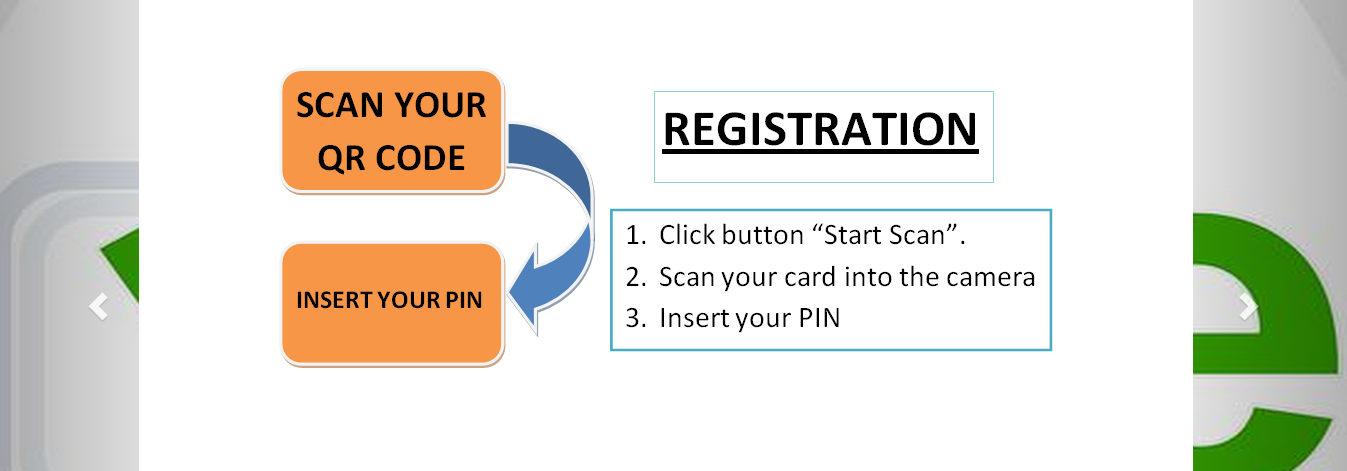 SCAN YOUR
QR CODE
INSERT YOUR PIN
REGISTRATION
1. Click button “Start Scan”.
2. Scan your card into the camera
3. Insert your PIN
e